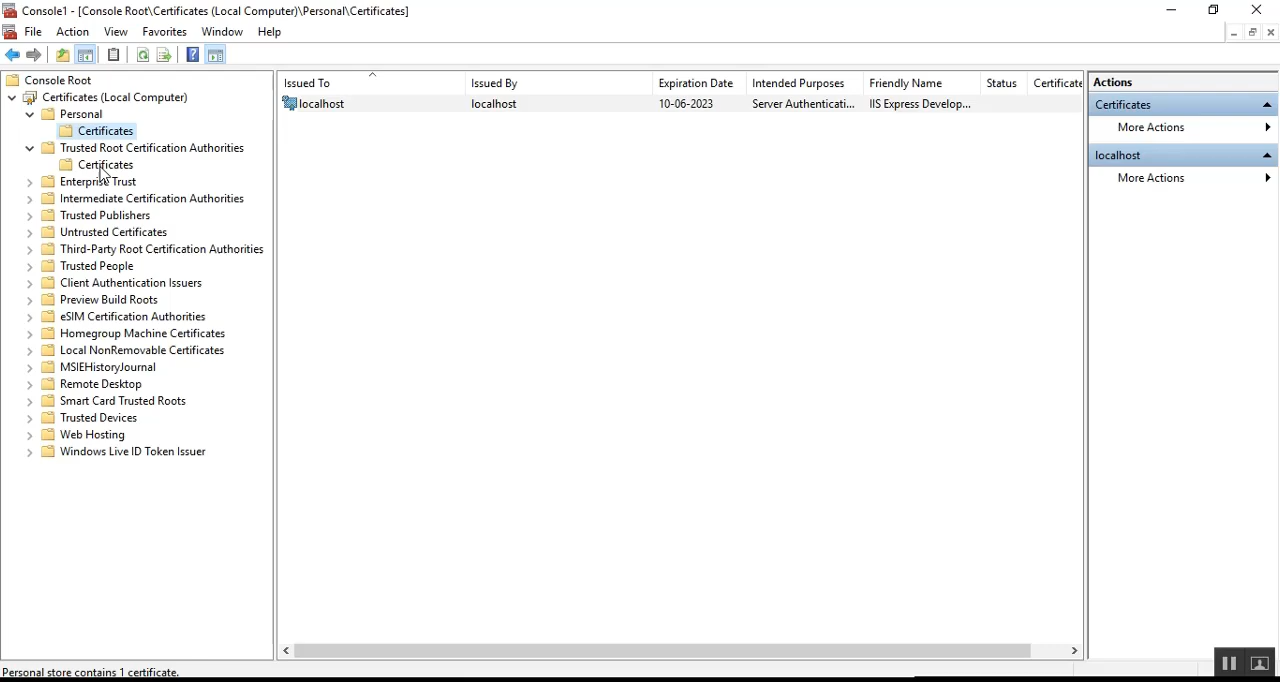 Console1 - [Console Root\Certificates (Local Computer)\Personal\Certificates]
File Action View Favorites Window Help
Console Root
Certificates (Local Computer)
Personal
Certificates
Trusted Root Certification Authorities
Certificates
Enterprise Trust
Intermediate Certification Authorities
Trusted Publishers
Untrusted Certificates
Third-Party Root Certification Authorities
Trusted People
Client Authentication Issuers
Preview Build Roots
eSIM Certification Authorities
Homegroup Machine Certificates
Local NonRemovable Certificates
MSIEHistoryJournal
Remote Desktop
Smart Card Trusted Roots
Trusted Devices
Web Hosting
Windows Live ID Token Issuer
Issued To Issued By Expiration Date Intended Purposes Friendly Name Status Certificate
localhost localhost 10-06-2023 Server Authenticati... IIS Express Develop...
Actions
Certificates
More Actions
localhost
More Actions
Personal store contains 1 certificate.